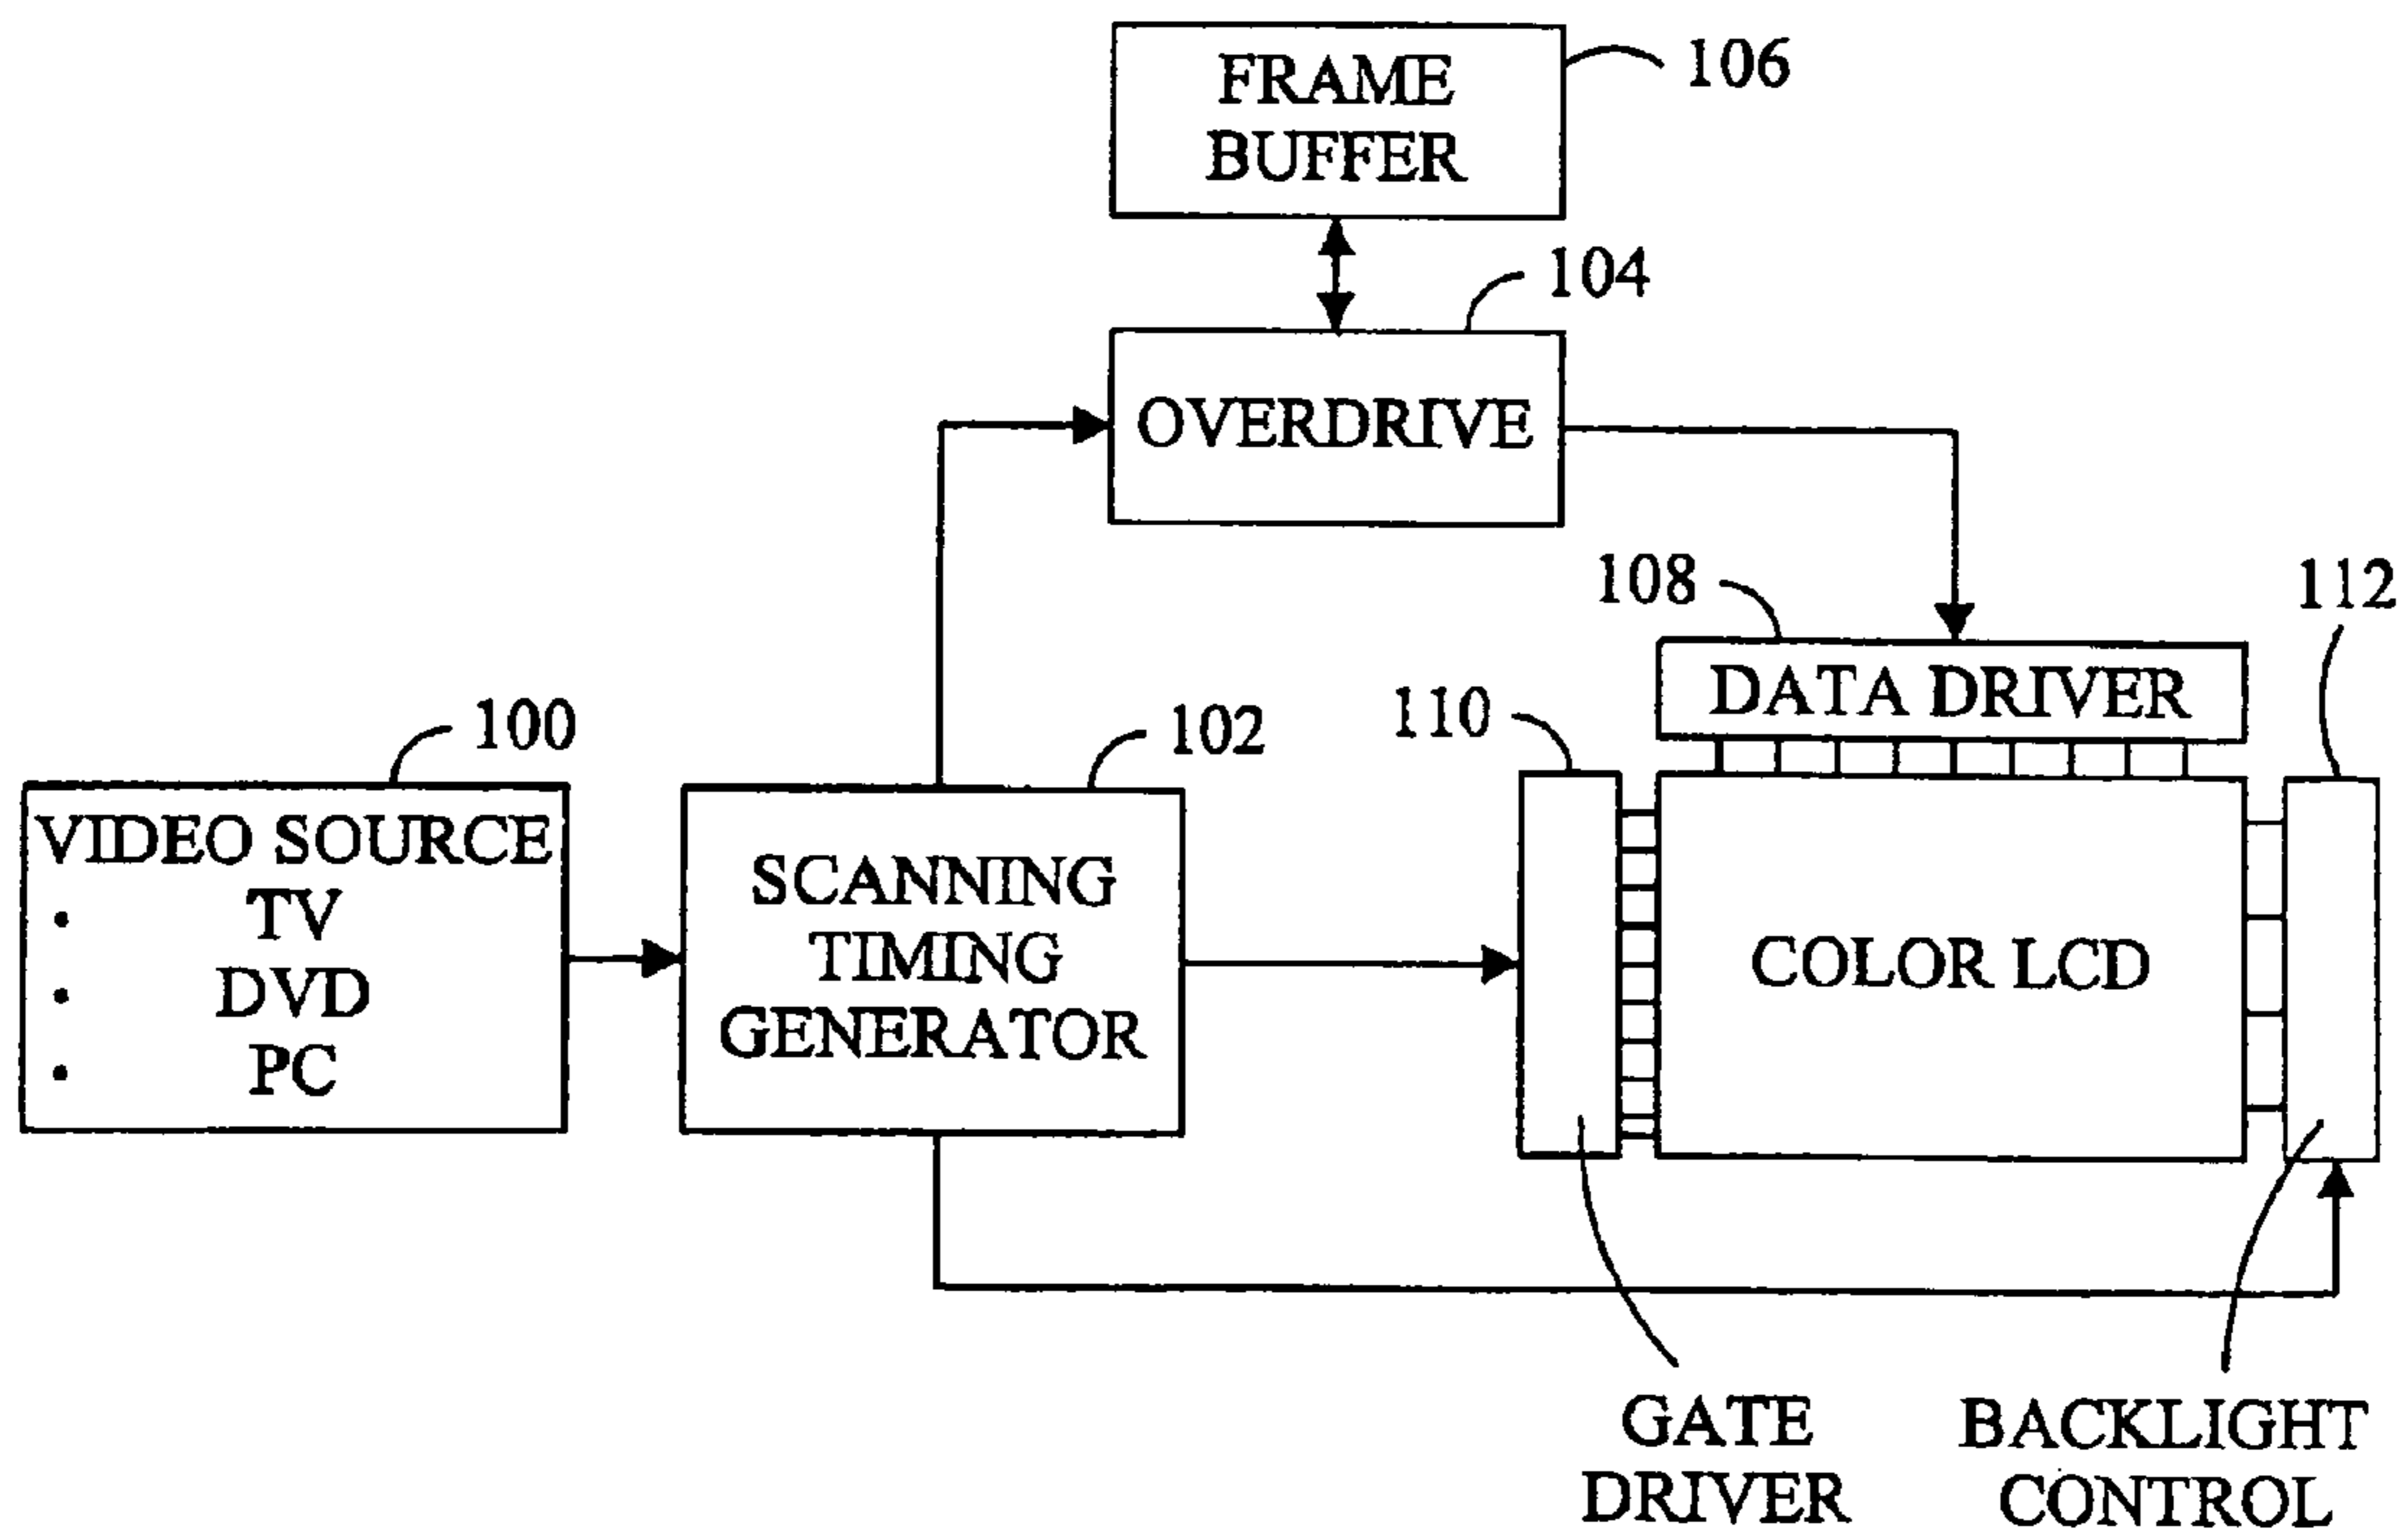 FRAME
BUFFER
106
104
OVERDRIVE
108
DATA DRIVER
112
110
100
VIDEO SOURCE
• TV
• DVD
• PC
102
SCANNING
TIMING
GENERATOR
COLOR LCD
GATE
DRIVER
BACKLIGHT
CONTROL